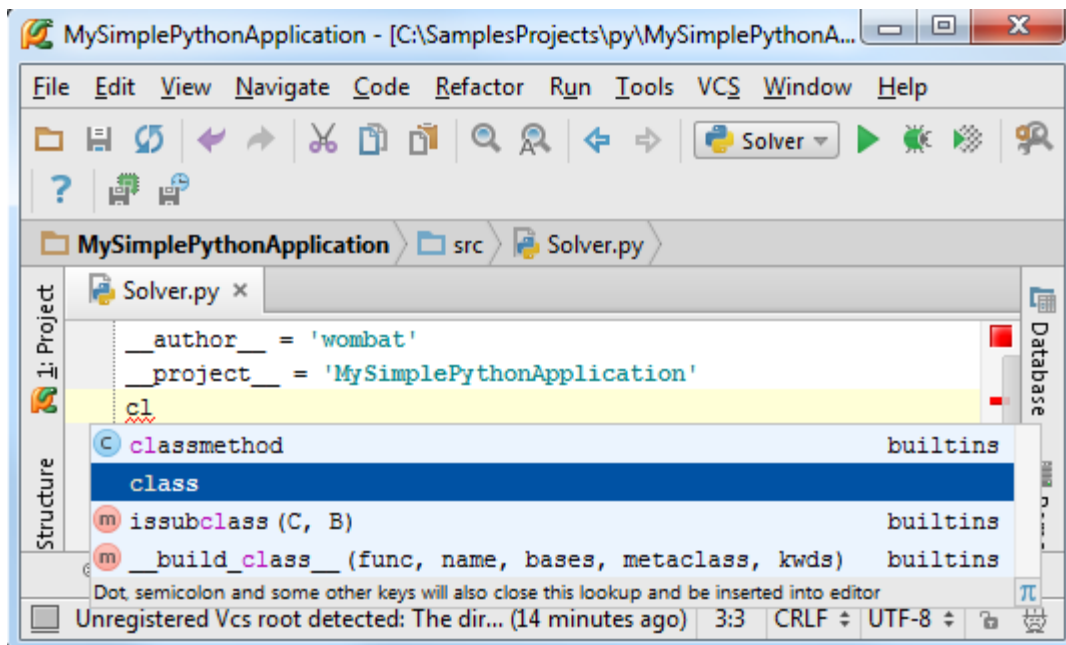 MySimplePythonApplication - [C:\SamplesProjects\py\MySimplePythonA...
File Edit View Navigate Code Refactor Run Tools VCS Window Help
Solver
?
MySimplePythonApplication src Solver.py
1: Project
Structure
Solver.py ×
__author__ = 'wombat'
__project__ = 'MySimplePythonApplication'
cl
C classmethod builtins
class
m issubclass(C, B) builtins
m __build_class__(func, name, bases, metaclass, kwds) builtins
Dot, semicolon and some other keys will also close this lookup and be inserted into editor π
Database
Unregistered Vcs root detected: The dir... (14 minutes ago) 3:3 CRLF UTF-8